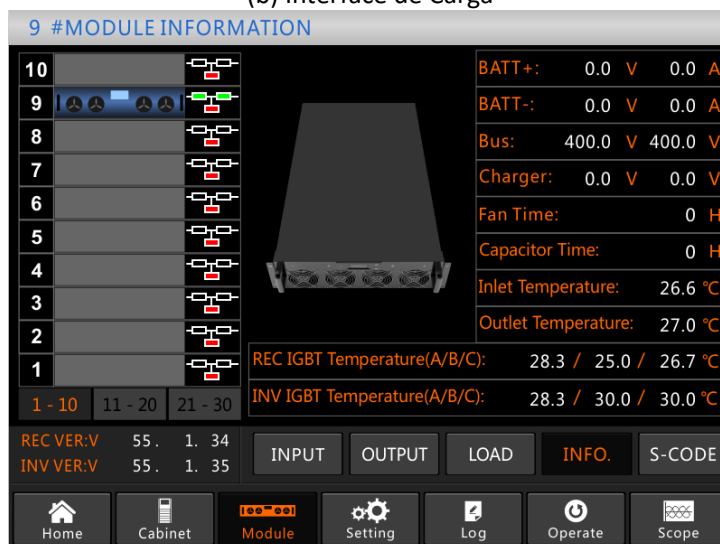 (b) Interface de Carga
9 #MODULE INFORMATION
10
9
8
7
6
5
4
3
2
1
1 - 10 11 - 20 21 - 30
BATT+: 0.0 V 0.0 A
BATT-: 0.0 V 0.0 A
Bus: 400.0 V 400.0 V
Charger: 0.0 V 0.0 V
Fan Time: 0 H
Capacitor Time: 0 H
Inlet Temperature: 26.6 ℃
Outlet Temperature: 27.0 ℃
REC IGBT Temperature(A/B/C): 28.3 / 25.0 / 26.7 ℃
INV IGBT Temperature(A/B/C): 28.3 / 30.0 / 30.0 ℃
REC VER:V 55. 1. 34
INV VER:V 55. 1. 35
INPUT OUTPUT LOAD INFO. S-CODE
Home Cabinet Module Setting Log Operate Scope